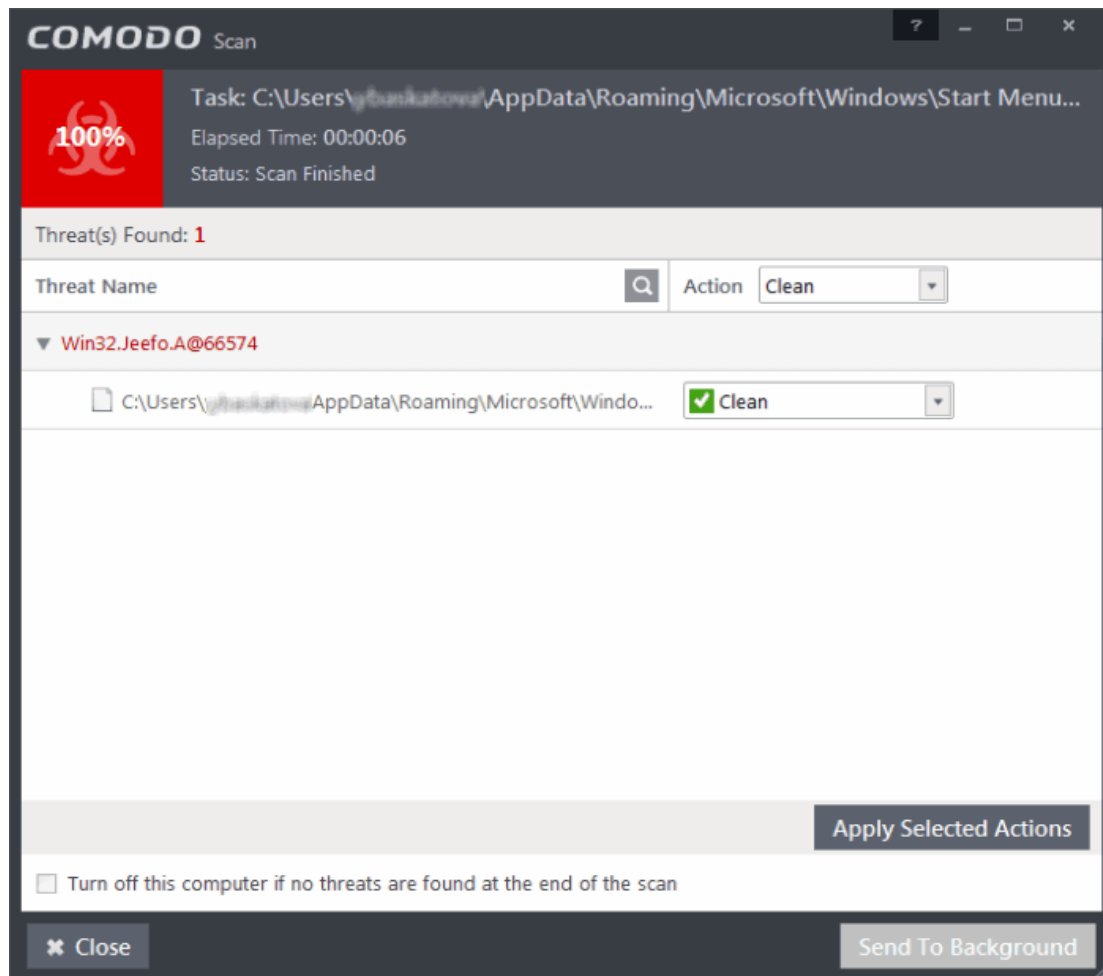 COMODO Scan
?
100%
Task: C:\Users\ \AppData\Roaming\Microsoft\Windows\Start Menu...
Elapsed Time: 00:00:06
Status: Scan Finished
Threat(s) Found: 1
Threat Name Action Clean
Win32.Jeefo.A@66574
C:\Users\ AppData\Roaming\Microsoft\Windo... Clean
Apply Selected Actions
Turn off this computer if no threats are found at the end of the scan
Close Send To Background